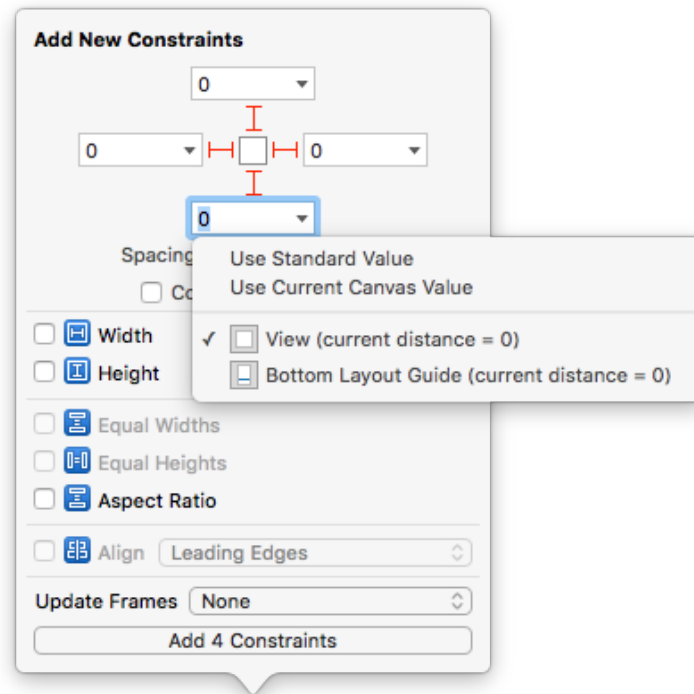 Add New Constraints
0
0
0
0
Spacing
Use Standard Value
Use Current Canvas Value
Width
View (current distance = 0)
Height
Bottom Layout Guide (current distance = 0)
Equal Widths
Equal Heights
Aspect Ratio
Align Leading Edges
Update Frames None
Add 4 Constraints